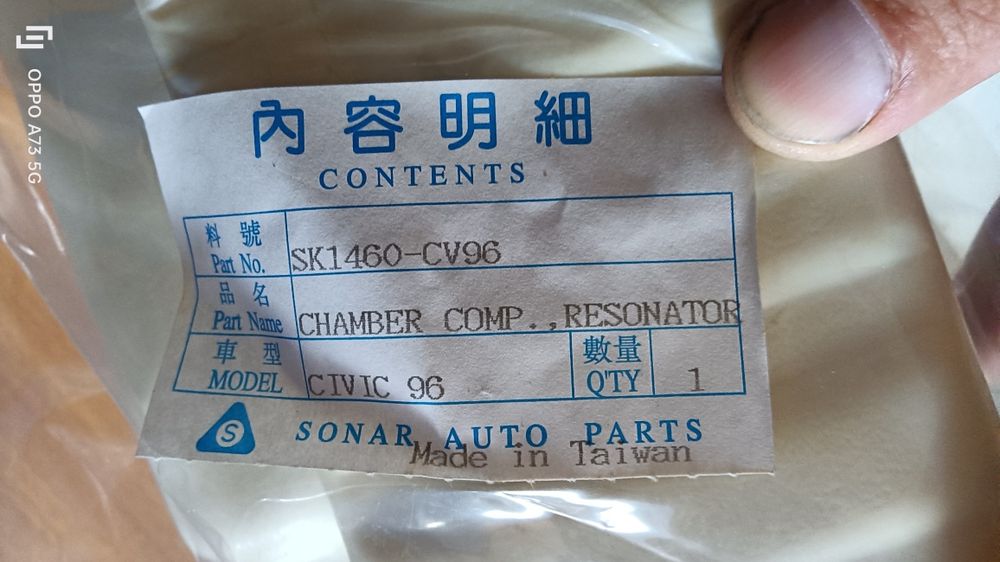 內容明細
CONTENTS
料號
Part No.
SK1460-CV96
品名
Part Name
CHAMBER COMP.,RESONATOR
車型
MODEL
CIVIC 96
數量
Q'TY
1
S
SONAR AUTO PARTS
Made in Taiwan
OPPO A73 5G